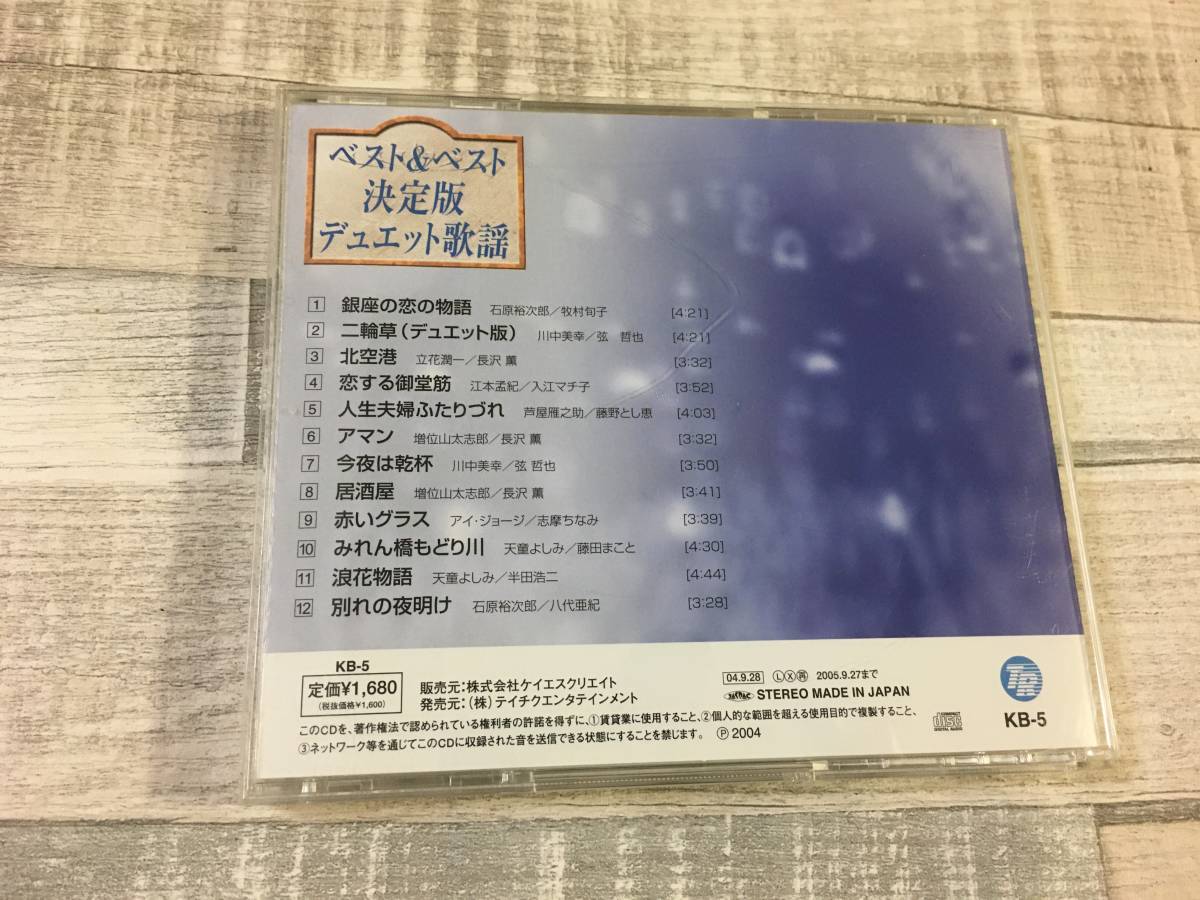 ベスト&ベスト
決定版
デュエット歌謡
1 銀座の恋の物語 石原裕次郎／牧村旬子 [4:21]
2 二輪草(デュエット版) 川中美幸／弦 哲也 [4:21]
3 北空港 立花潤一／長沢 薫 [3:32]
4 恋する御堂筋 江本孟紀／入江マチ子 [3:52]
5 人生夫婦ふたりづれ 芦屋雁之助／藤野とし恵 [4:03]
6 アマン 増位山太志郎／長沢 薫 [3:32]
7 今夜は乾杯 川中美幸／弦 哲也 [3:50]
8 居酒屋 増位山太志郎／長沢 薫 [3:41]
9 赤いグラス アイ・ジョージ／志摩ちなみ [3:39]
10 みれん橋もどり川 天童よしみ／藤田まこと [4:30]
11 浪花物語 天童よしみ／半田浩二 [4:44]
12 別れの夜明け 石原裕次郎／八代亜紀 [3:28]
KB-5
定価¥1,680
(税抜価格¥1,600)
販売元:株式会社ケイエスクリエイト
発売元:(株)テイチクエンタテインメント
04.9.28 Ⓛ Ⓧ ㊢ 2005.9.27まで
JASRAC STEREO MADE IN JAPAN
このCDを、著作権法で認められている権利者の許諾を得ずに、①賃貸業に使用すること、②個人的な範囲を超える使用目的で複製すること、
③ネットワーク等を通じてこのCDに収録された音を送信できる状態にすることを禁じます。 Ⓟ2004
COMPACT
disc
DIGITAL AUDIO
KB-5